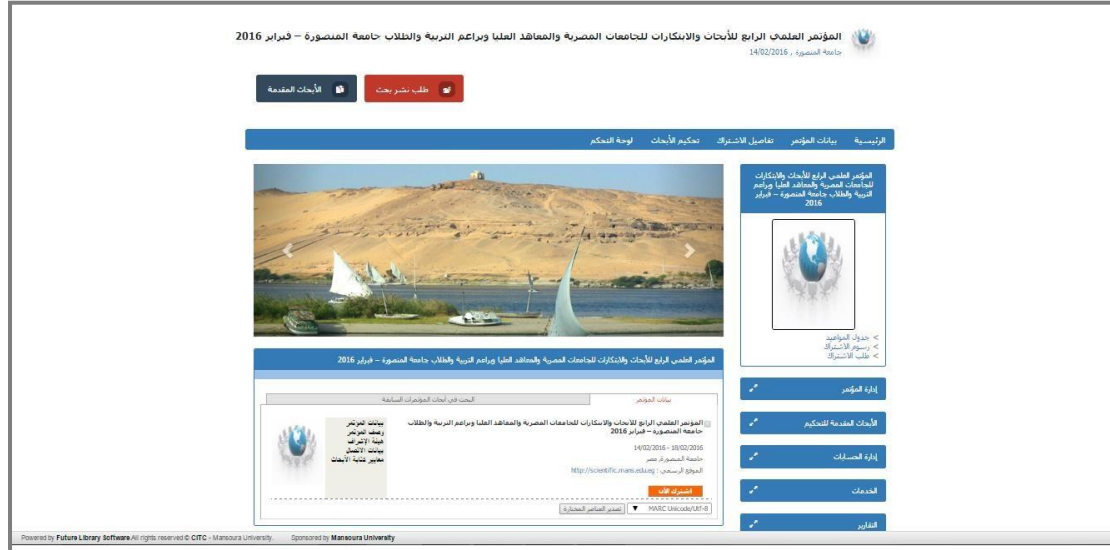 المؤتمر العلمي الرابع للأبحاث والابتكارات للجامعات المصرية والمعاهد العليا وبراعم التربية والطلاب جامعة المنصورة – فبراير 2016
جامعة المنصورة , 14/02/2016
طلب نشر بحث
الأبحاث المقدمة
الرئيسية بيانات المؤتمر تفاصيل الاشتراك تحكيم الأبحاث لوحة التحكم
المؤتمر العلمي الرابع للأبحاث والابتكارات
للجامعات المصرية والمعاهد العليا وبراعم
التربية والطلاب جامعة المنصورة – فبراير
2016
> جدول المواعيد
> رسوم الاشتراك
> طلب الاشتراك
إدارة المؤتمر
الأبحاث المقدمة للتحكيم
إدارة الحسابات
الخدمات
التقارير
المؤتمر العلمي الرابع للأبحاث والابتكارات للجامعات المصرية والمعاهد العليا وبراعم التربية والطلاب جامعة المنصورة – فبراير 2016
بيانات المؤتمر
البحث في أبحاث المؤتمرات السابقة
المؤتمر العلمي الرابع للأبحاث والابتكارات للجامعات المصرية والمعاهد العليا وبراعم التربية والطلاب
جامعة المنصورة – فبراير 2016
14/02/2016 - 18/02/2016
جامعة المنصورة, مصر
الموقع الرسمي : http://scientific.mans.edu.eg
اشترك الآن
بيانات المؤتمر
وصف المؤتمر
هيئة الإشراف
بيانات الاتصال
معايير كتابة الأبحاث
MARC Unicode/Utf-8
تصدير العناصر المختارة
Powered by Future Library Software All rights reserved © CITC - Mansoura University. Sponsored by Mansoura University